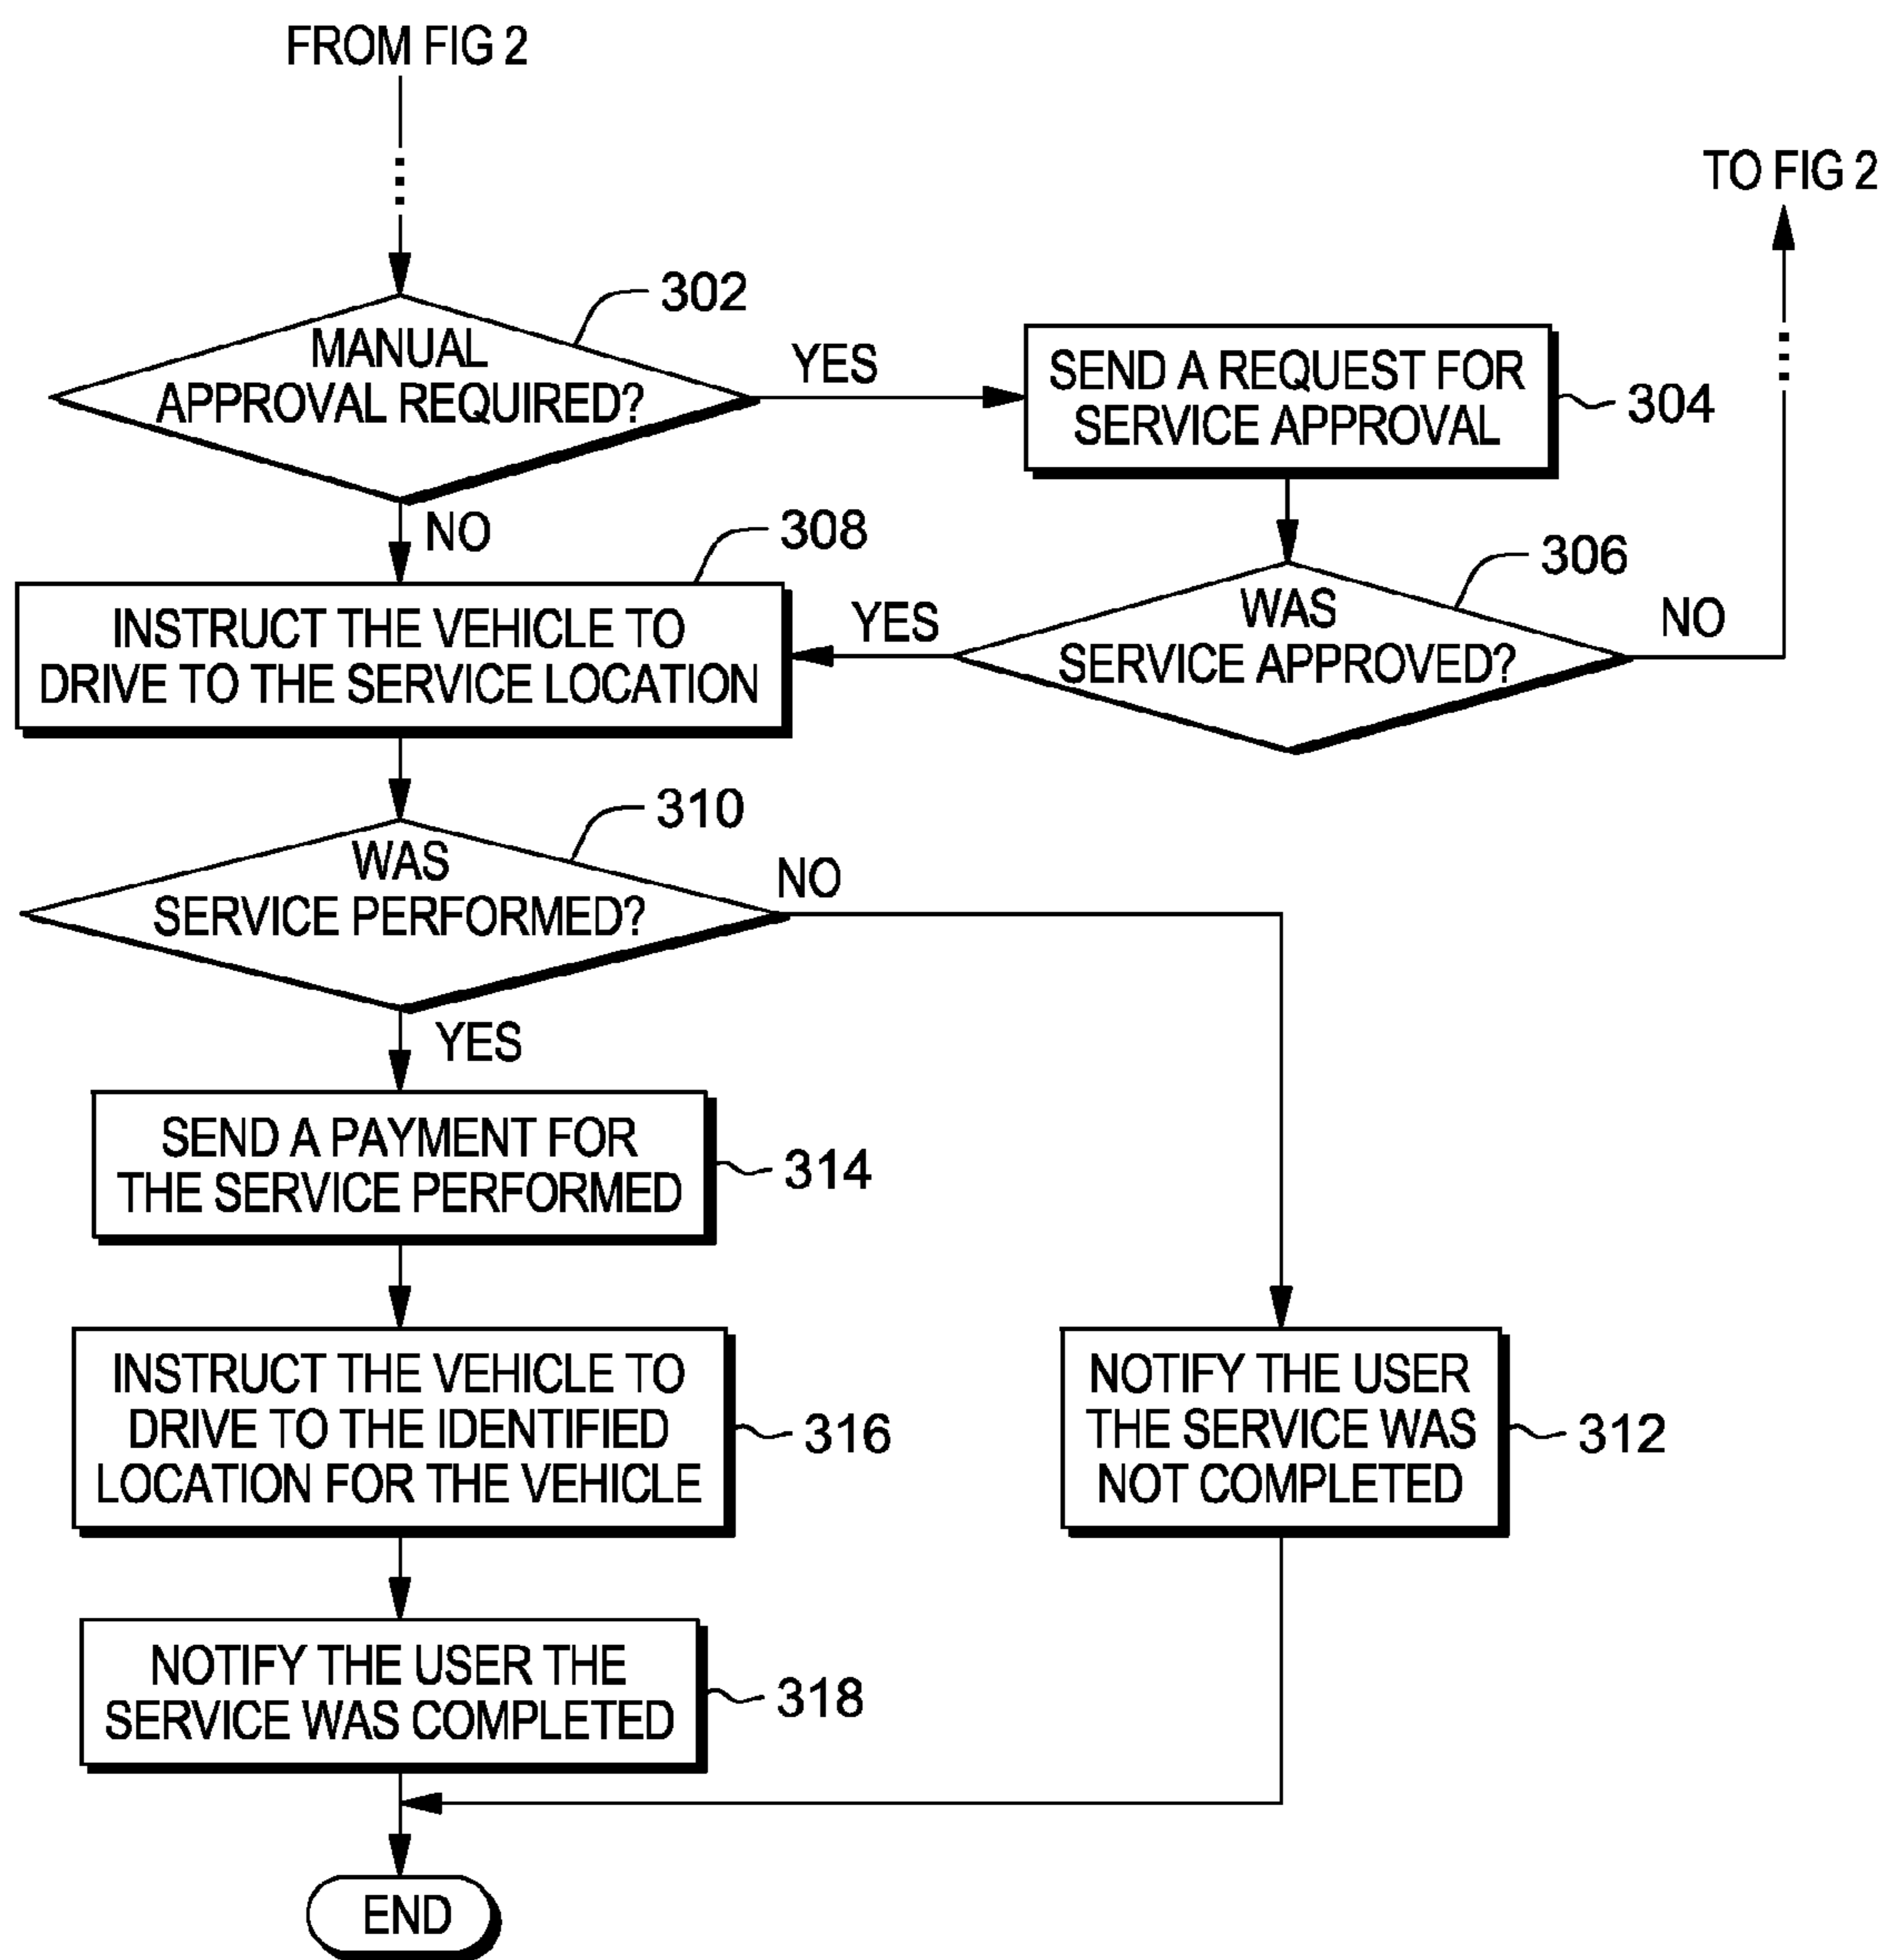 FROM FIG 2
TO FIG 2
302
MANUAL
APPROVAL REQUIRED?
YES
SEND A REQUEST FOR
SERVICE APPROVAL
304
NO
308
306
INSTRUCT THE VEHICLE TO
DRIVE TO THE SERVICE LOCATION
YES
WAS
SERVICE APPROVED?
NO
310
WAS
SERVICE PERFORMED?
NO
YES
SEND A PAYMENT FOR
THE SERVICE PERFORMED
314
INSTRUCT THE VEHICLE TO
DRIVE TO THE IDENTIFIED
LOCATION FOR THE VEHICLE
316
NOTIFY THE USER
THE SERVICE WAS
NOT COMPLETED
312
NOTIFY THE USER THE
SERVICE WAS COMPLETED
318
END